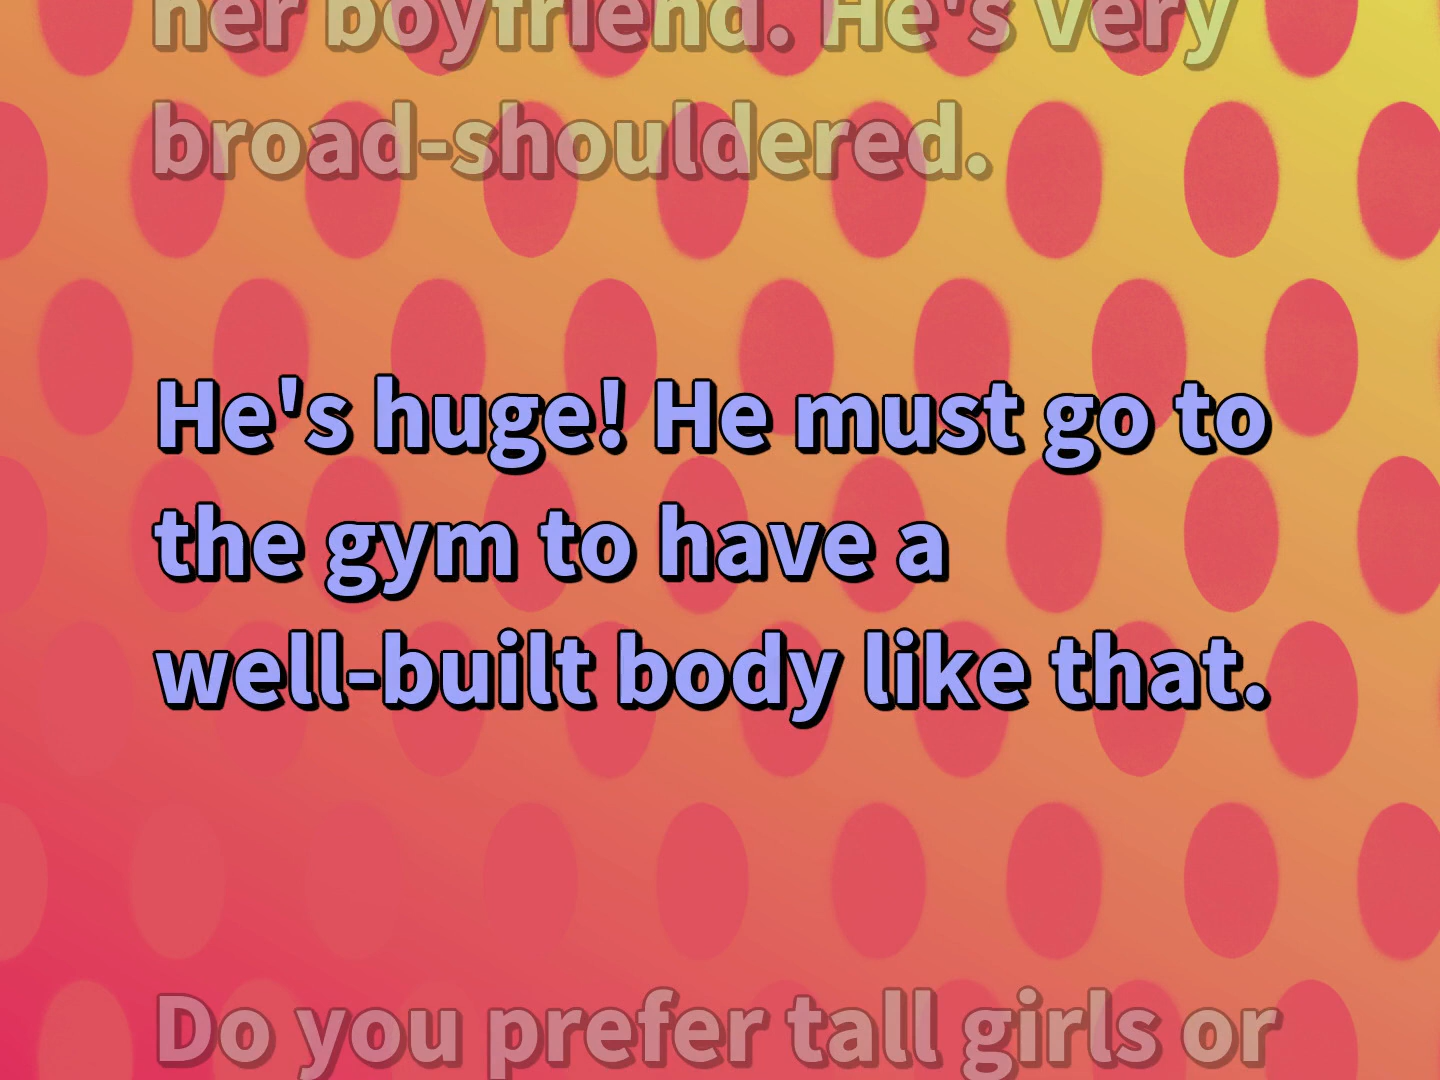 her boyfriend. He's very
broad-shouldered.
He's huge! He must go to
the gym to have a
well-built body like that.
Do you prefer tall girls or